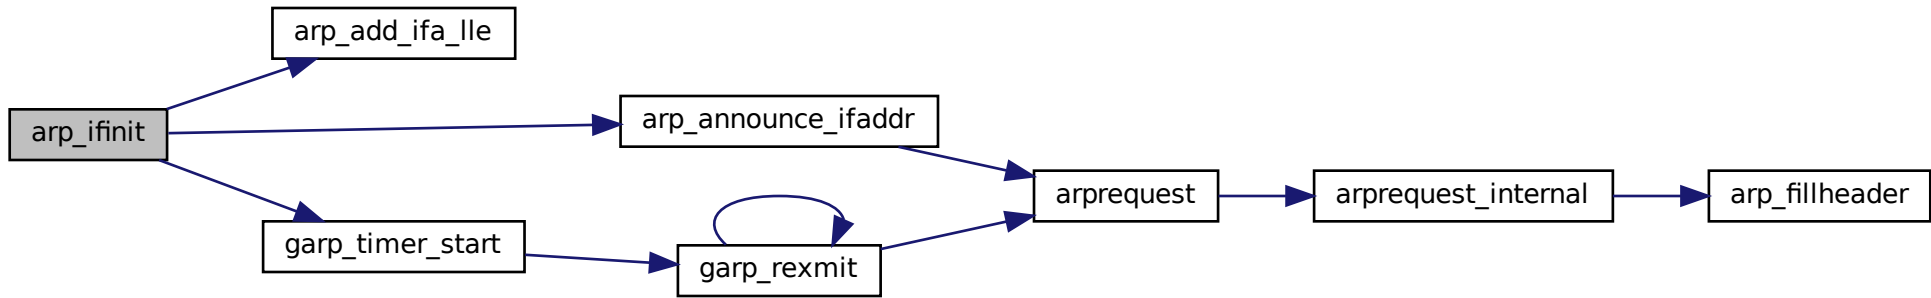 arp_ifinit
arp_add_ifa_lle
arp_announce_ifaddr
garp_timer_start
garp_rexmit
arprequest
arprequest_internal
arp_fillheader